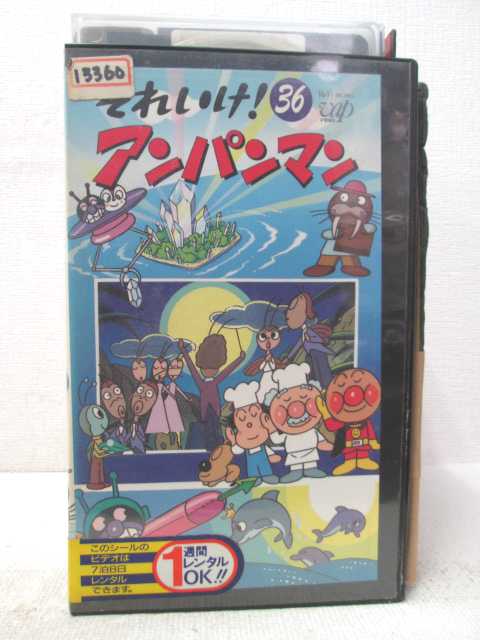 13360
それいけ!
36
vap
アンパンマン
このシールの
ビデオは
7泊8日
レンタル
できます。
1週間
レンタル
OK!!